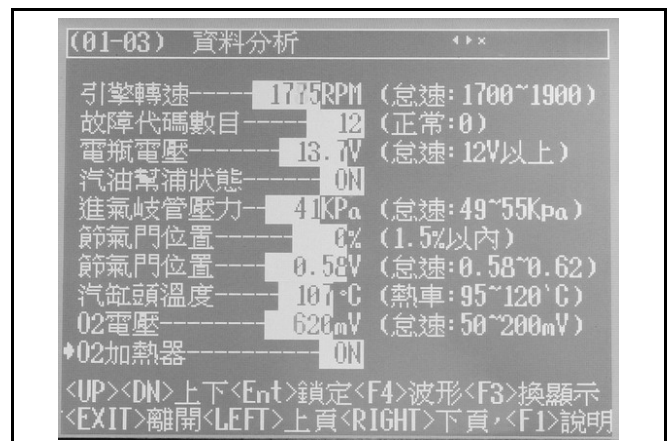 (01-03) 資料分析 ◂ ▸ ×
引擎轉速-----1775RPM (怠速:1700~1900)
故障代碼數目---- 12 (正常:0)
電瓶電壓------13.7V (怠速:12V以上)
汽油幫浦狀態----- ON
進氣岐管壓力-- 41KPa (怠速:49~55Kpa)
節氣門位置---- 0% (1.5%以內)
節氣門位置----0.58V (怠速:0.58~0.62)
汽缸頭溫度---- 107℃ (熱車:95~120`C)
O2電壓-------- 620mV (怠速:50~200mV)
♦O2加熱器---------- ON
<UP><DN>上下<Ent>鎖定<F4>波形<F3>換顯示
<EXIT>離開<LEFT>上頁<RIGHT>下頁,<F1>說明